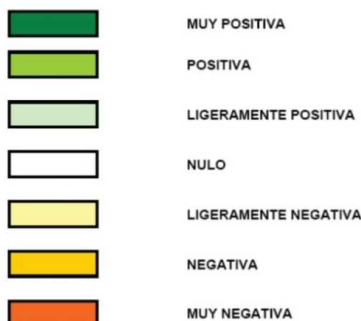 MUY POSITIVA
POSITIVA
LIGERAMENTE POSITIVA
NULO
LIGERAMENTE NEGATIVA
NEGATIVA
MUY NEGATIVA